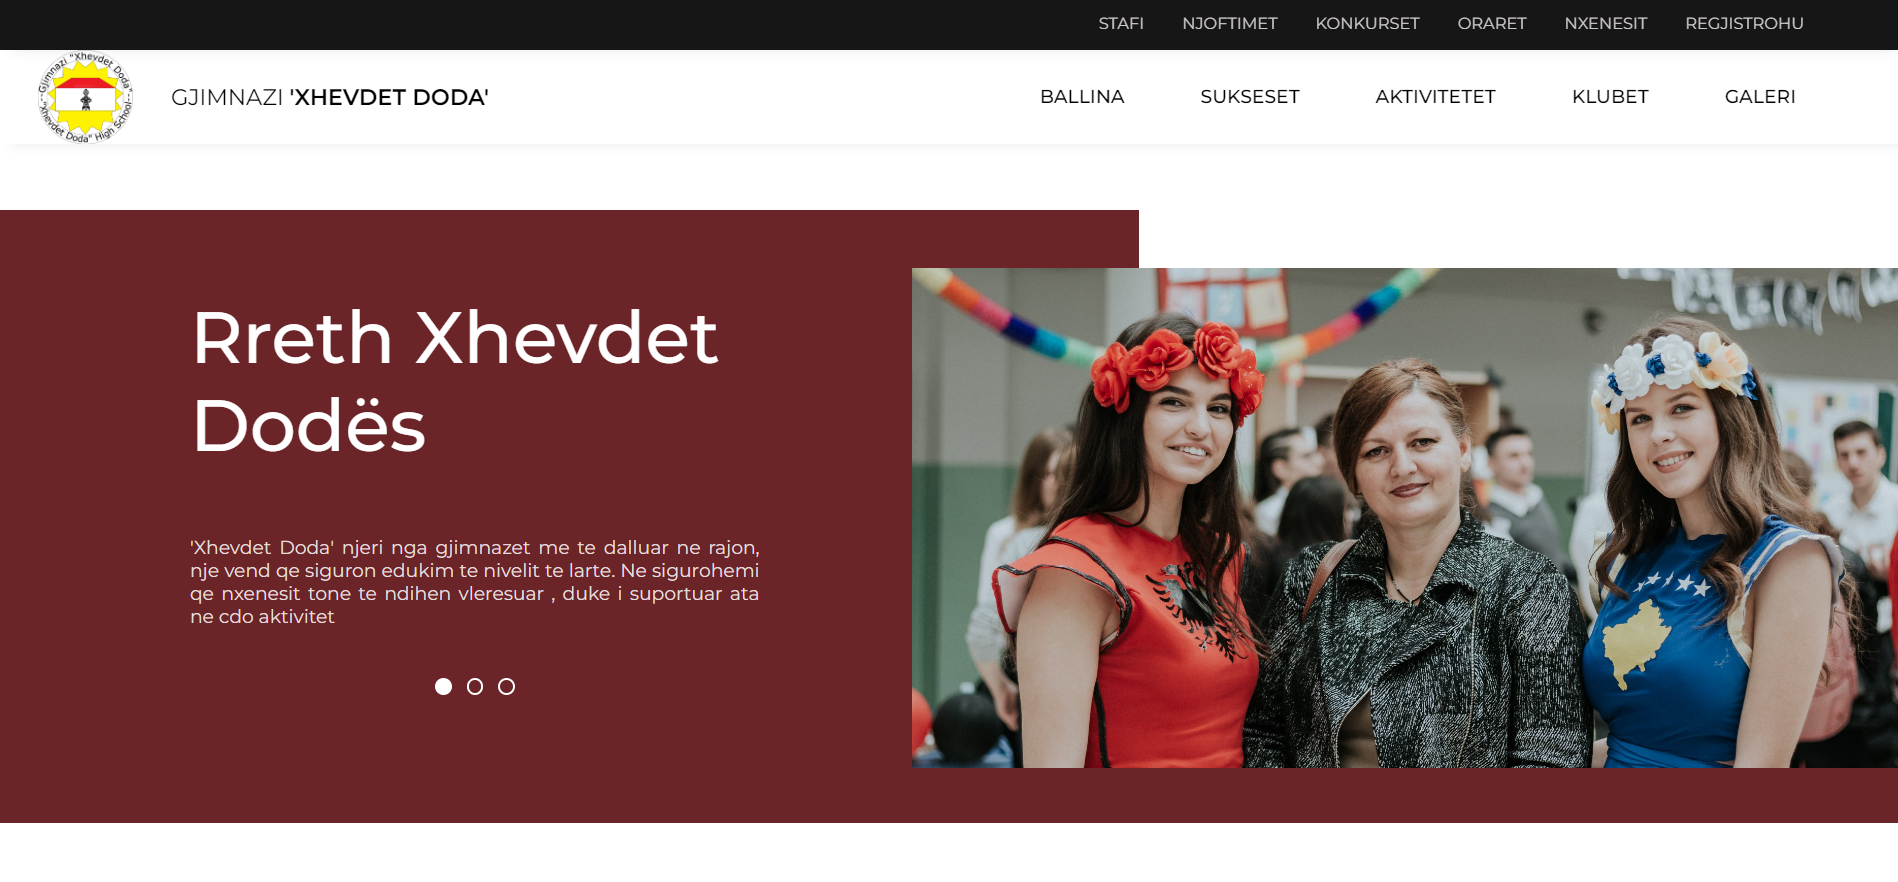 STAFI NJOFTIMET KONKURSET ORARET NXENESIT REGJISTROHU
Gjimnazi "Xhevdet Doda"
"Xhevdet Doda" High School
GJIMNAZI 'XHEVDET DODA'
BALLINA SUKSESET AKTIVITETET KLUBET GALERI
Rreth Xhevdet
Dodës
'Xhevdet Doda' njeri nga gjimnazet me te dalluar ne rajon,
nje vend qe siguron edukim te nivelit te larte. Ne sigurohemi
qe nxenesit tone te ndihen vleresuar , duke i suportuar ata
ne cdo aktivitet